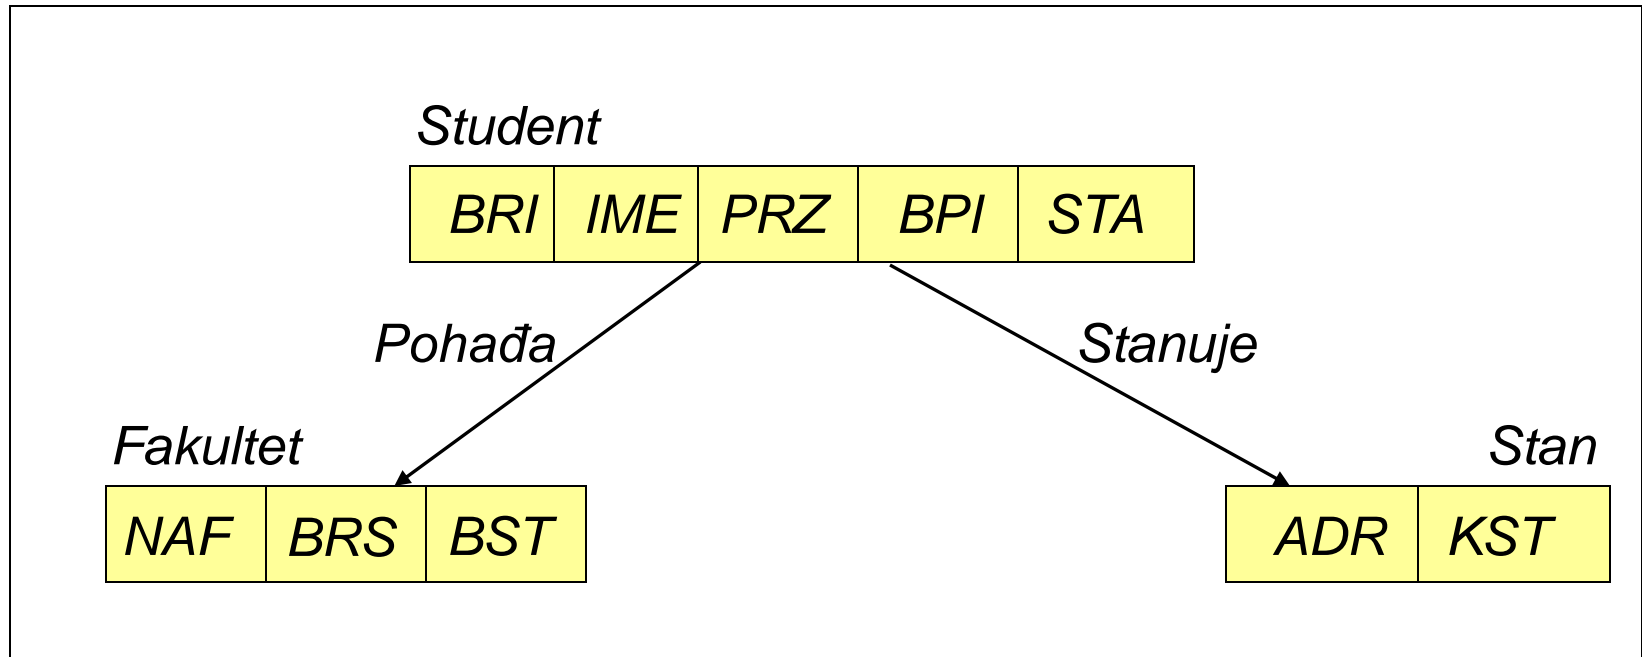 Student
BRI IME PRZ BPI STA
Pohađa Stanuje
Fakultet Stan
NAF BRS BST ADR KST